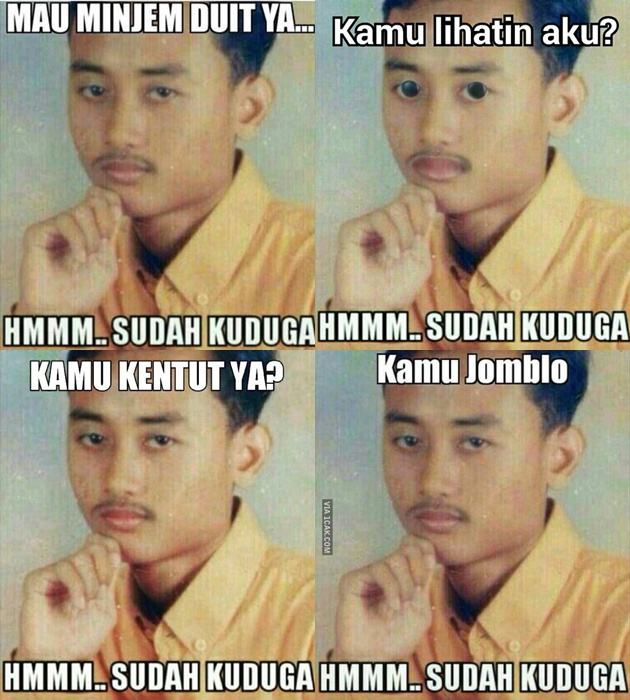 MAU MINJEM DUIT YA...
HMMM.. SUDAH KUDUGA
Kamu lihatin aku?
HMMM.. SUDAH KUDUGA
KAMU KENTUT YA?
HMMM.. SUDAH KUDUGA
Kamu Jomblo
VIA 1CAK.COM
HMMM.. SUDAH KUDUGA